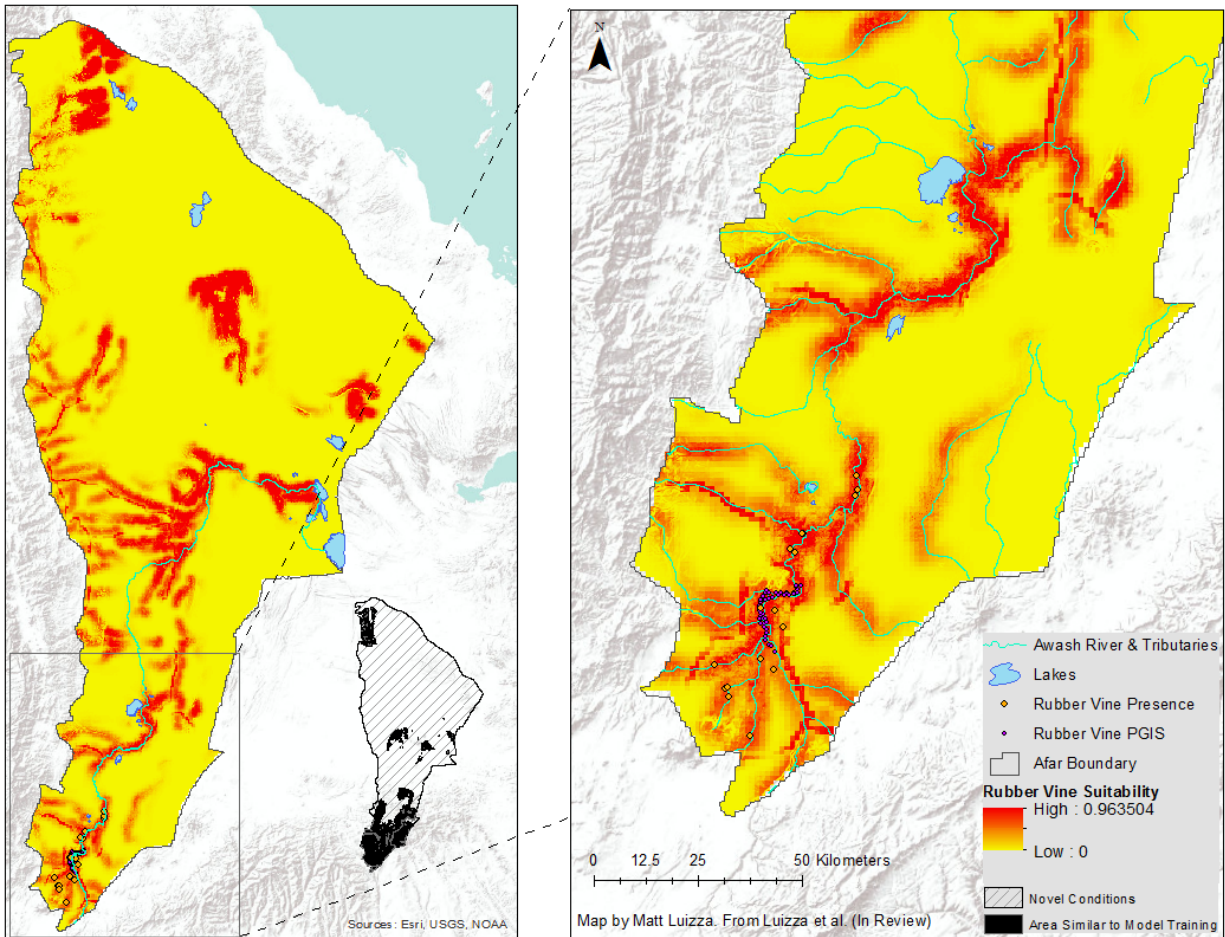 N
Awash River & Tributaries
Lakes
Rubber Vine Presence
Rubber Vine PGIS
Afar Boundary
Rubber Vine Suitability
High : 0.963504
Low : 0
Novel Conditions
Area Similar to Model Training
0 12.5 25 50 Kilometers
Map by Matt Luizza. From Luizza et al. (In Review)
Sources : Esri, USGS, NOAA